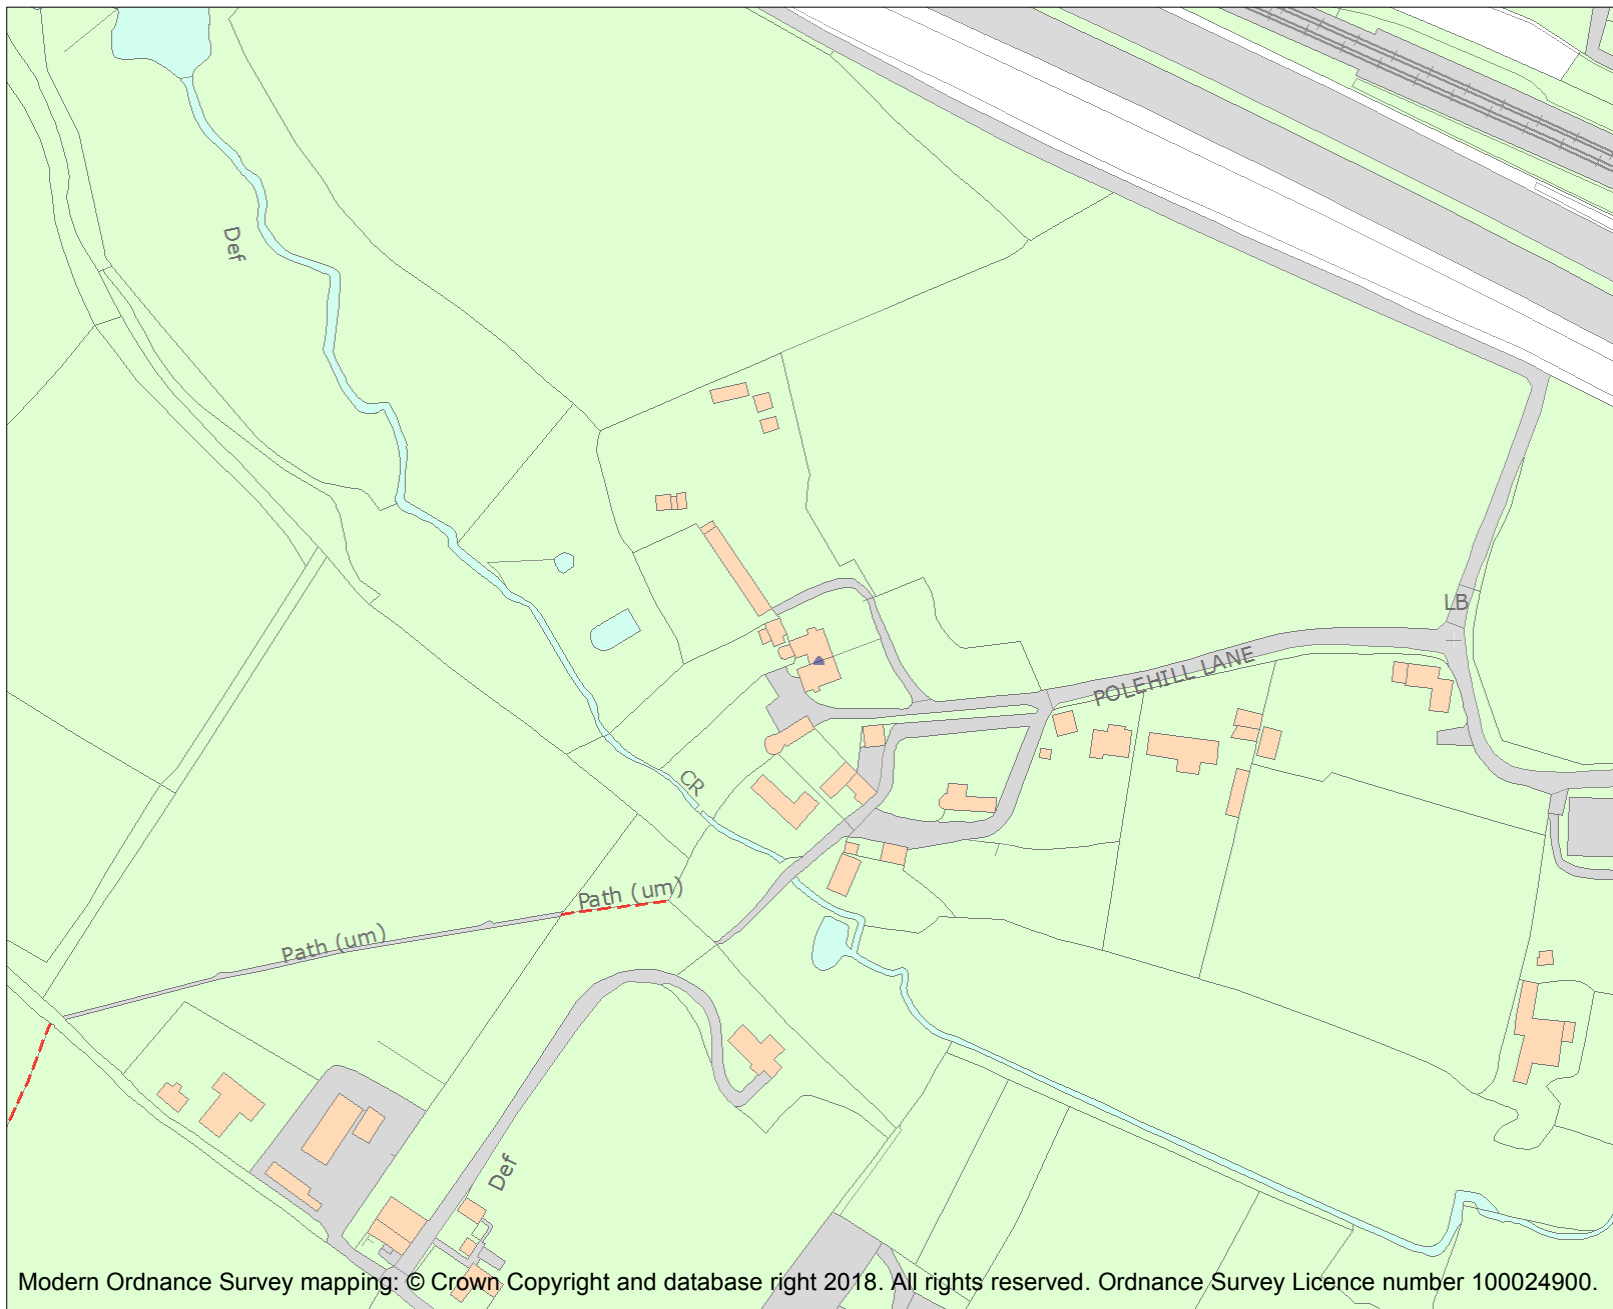 Def
LB
POLEHILL LANE
CR
Path (um)
Path (um)
Def
Modern Ordnance Survey mapping: © Crown Copyright and database right 2018. All rights reserved. Ordnance Survey Licence number 100024900.